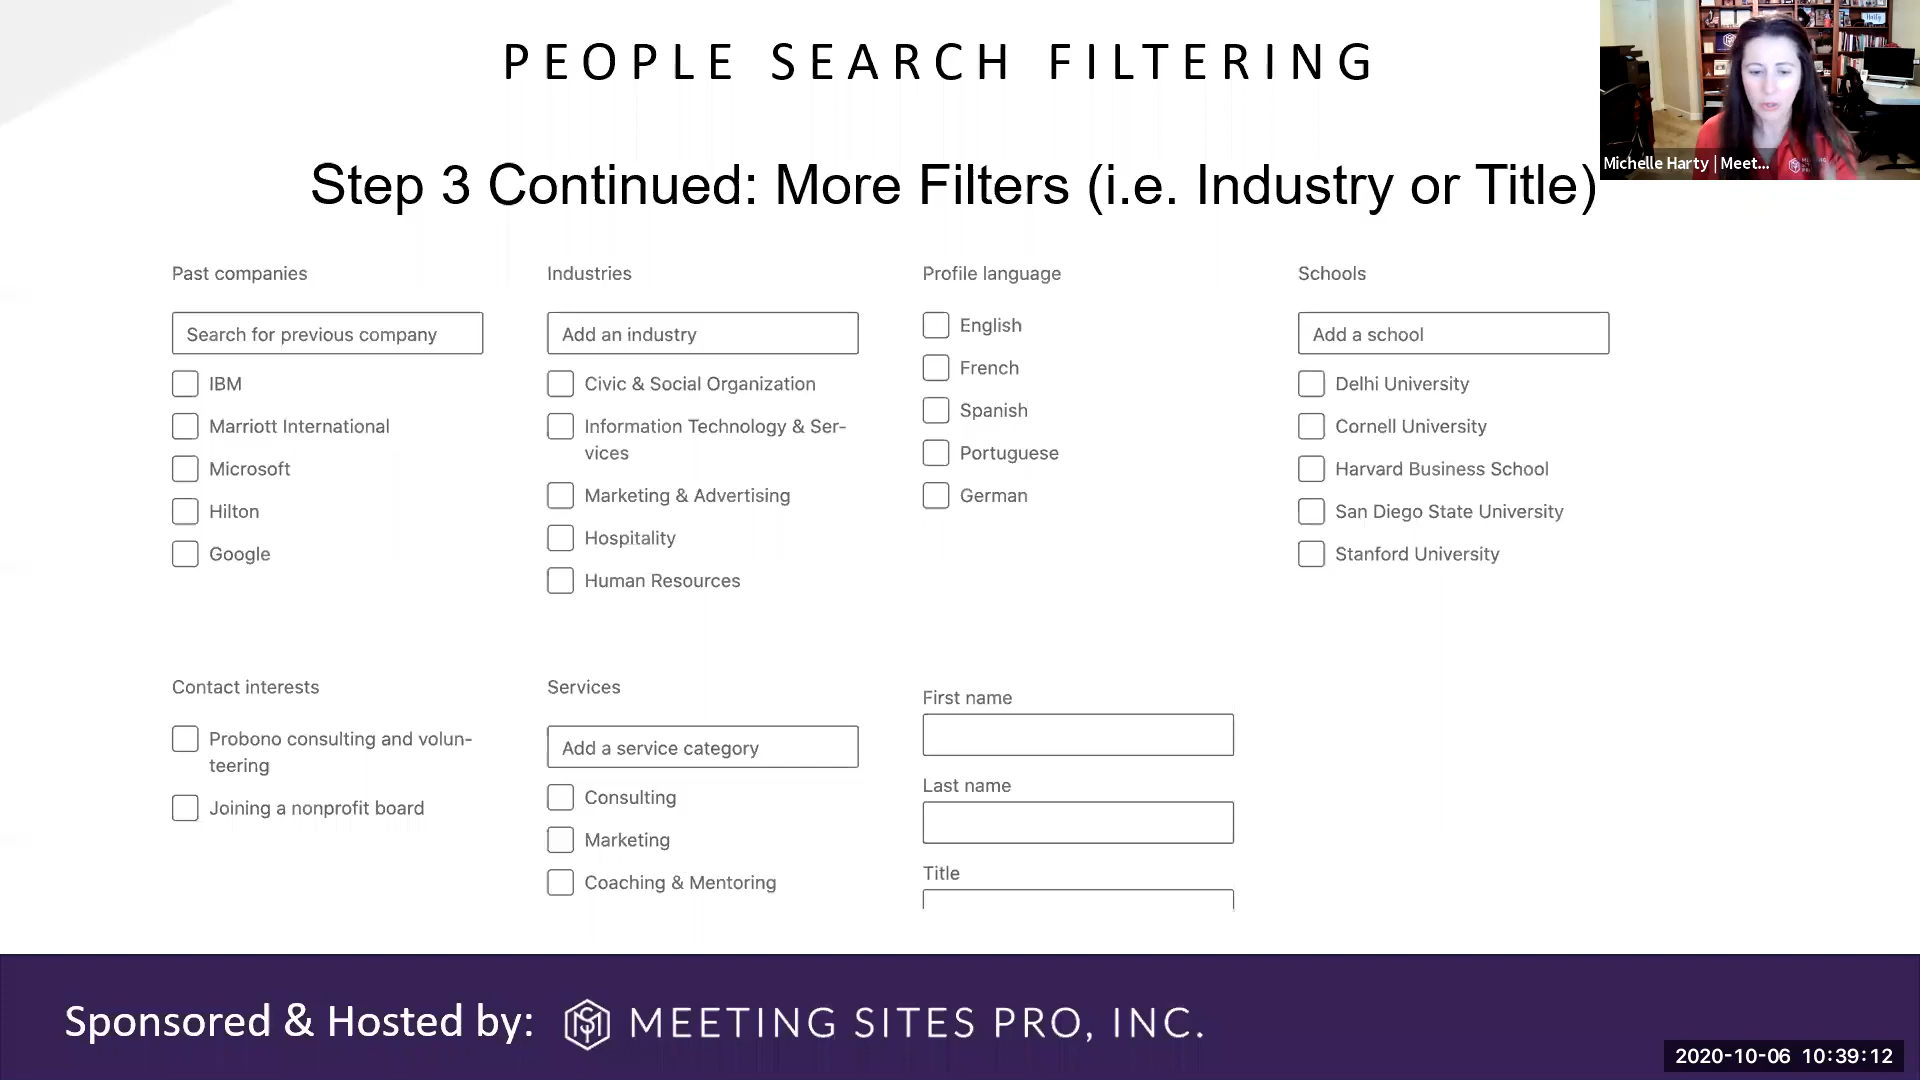 PEOPLE SEARCH FILTERING
Michelle Harty | Meet...
Step 3 Continued: More Filters (i.e. Industry or Title)
Past companies
Search for previous company
IBM
Marriott International
Microsoft
Hilton
Google
Industries
Add an industry
Civic & Social Organization
Information Technology & Ser-
vices
Marketing & Advertising
Hospitality
Human Resources
Profile language
English
French
Spanish
Portuguese
German
Schools
Add a school
Delhi University
Cornell University
Harvard Business School
San Diego State University
Stanford University
Contact interests
Probono consulting and volun-
teering
Joining a nonprofit board
Services
Add a service category
Consulting
Marketing
Coaching & Mentoring
First name
Last name
Title
Sponsored & Hosted by: MEETING SITES PRO, INC.
2020-10-06 10:39:12